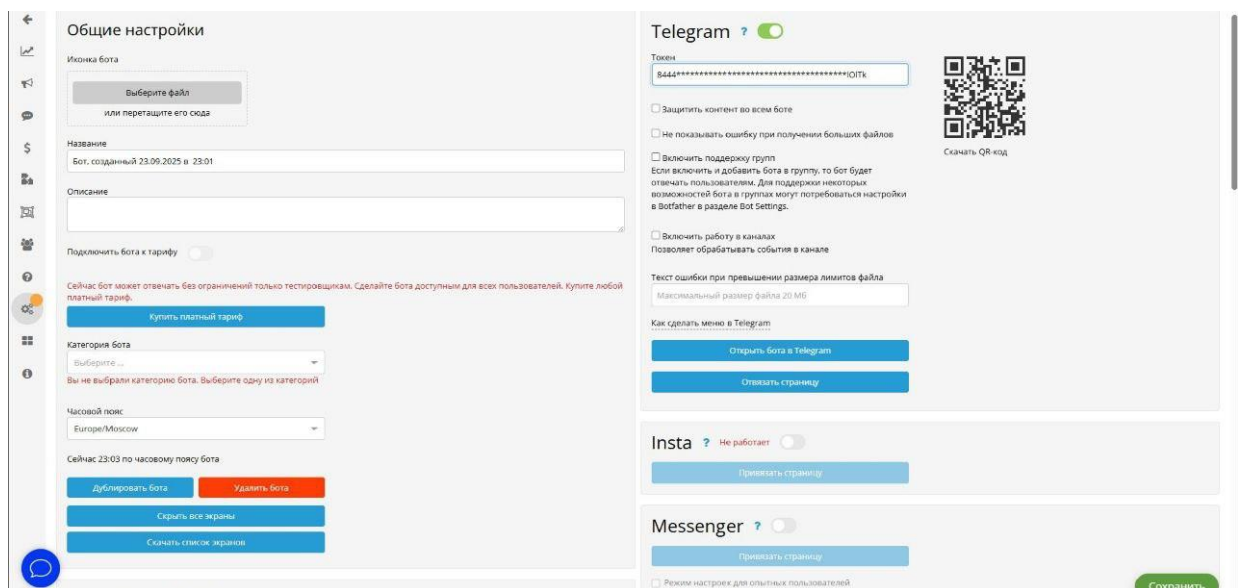 Общие настройки
Иконка бота
Выберите файл
или перетащите его сюда
Название
Бот, созданный 23.09.2025 в 23:01
Описание
Подключить бота к тарифу
Сейчас бот может отвечать без ограничений только тестировщикам. Сделайте бота доступным для всех пользователей. Купите любой
платный тариф.
Купить платный тариф
Категория бота
Выберите ...
Вы не выбрали категорию бота. Выберите одну из категорий
Часовой пояс
Europe/Moscow
Сейчас 23:03 по часовому поясу бота
Дублировать бота
Удалить бота
Скрыть все экраны
Скачать список экранов
Telegram ?
Токен
8444*************************************IOlTk
Защитить контент во всем боте
Не показывать ошибку при получении больших файлов
Включить поддержку групп
Если включить и добавить бота в группу, то бот будет
отвечать пользователям. Для поддержки некоторых
возможностей бота в группах могут потребоваться настройки
в Botfather в разделе Bot Settings.
Включить работу в каналах
Позволяет обрабатывать события в канале
Текст ошибки при превышении размера лимитов файла
Максимальный размер файла 20 Мб
Как сделать меню в Telegram
Открыть бота в Telegram
Отвязать страницу
Скачать QR-код
Insta ? Не работает
Привязать страницу
Messenger ?
Привязать страницу
Режим настроек для опытных пользователей
Сохранить